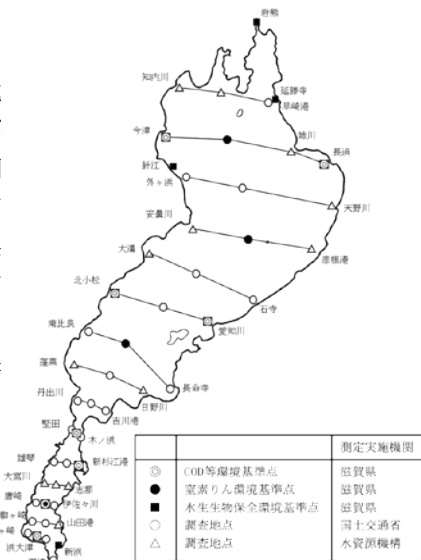 岩熊
知内川
延勝寺
早崎港
今津
姉川
長浜
針江
外ヶ浜
天野川
安曇川
大溝
彦根港
北小松
石寺
愛知川
南比良
蓬莱
長命寺
丹出川
日野川
吉川港
堅田
木ノ浜
雄琴
新杉江港
大宮川
志那
唐崎
伊佐々川
柳ヶ崎
山田港
浜大津
新浜
測定実施機関
◎ COD等環境基準点 滋賀県
● 窒素りん環境基準点 滋賀県
■ 水生生物保全環境基準点 滋賀県
○ 調査地点 国土交通省
△ 調査地点 水資源機構